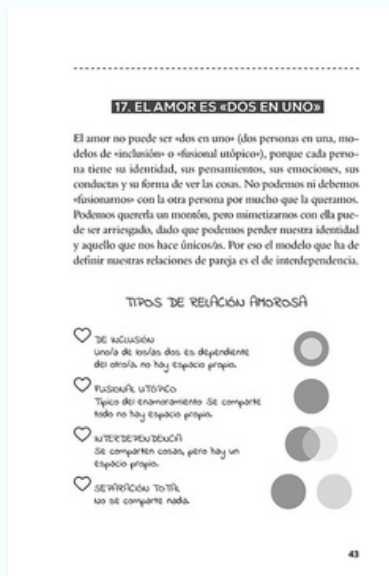 17. EL AMOR ES «DOS EN UNO»
El amor no puede ser «dos en uno» (dos personas en una, mo-
delos de «inclusión» o «fusional utópico»), porque cada perso-
na tiene su identidad, sus pensamientos, sus emociones, sus
conductas y su forma de ver las cosas. No podemos ni debemos
«fusionarnos» con la otra persona por mucho que la queramos.
Podemos quererla un montón, pero mimetizarnos con ella pue-
de ser arriesgado, dado que podemos perder nuestra identidad
y aquello que nos hace únicos/as. Por eso el modelo que ha de
definir nuestras relaciones de pareja es el de interdependencia.
TIPOS DE RELACIÓN AMOROSA
DE INCLUSIÓN
Uno/a de los/as dos es dependiente
del otro/a. no hay espacio propio.
FUSIONAL UTÓPICO
Típico del enamoramiento. Se comparte
todo no hay espacio propio.
INTERDEPENDENCIA
Se comparten cosas, pero hay un
espacio propio.
SEPARACIÓN TOTAL
No se comparte nada.
43